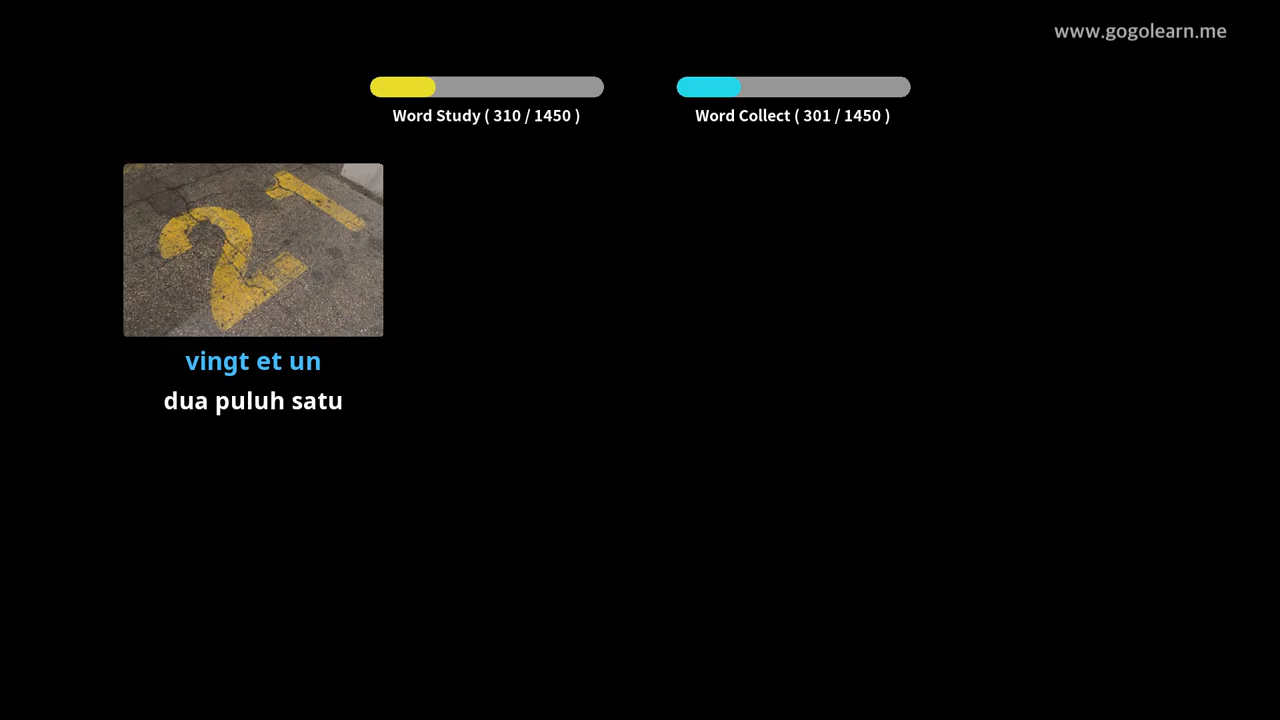 www.gogolearn.me
Word Study ( 310 / 1450 )
Word Collect ( 301 / 1450 )
21
vingt et un
dua puluh satu